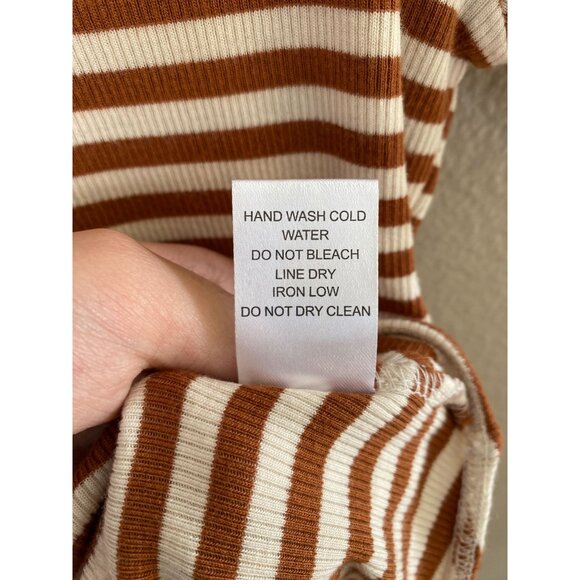 HAND WASH COLD
WATER
DO NOT BLEACH
LINE DRY
IRON LOW
DO NOT DRY CLEAN